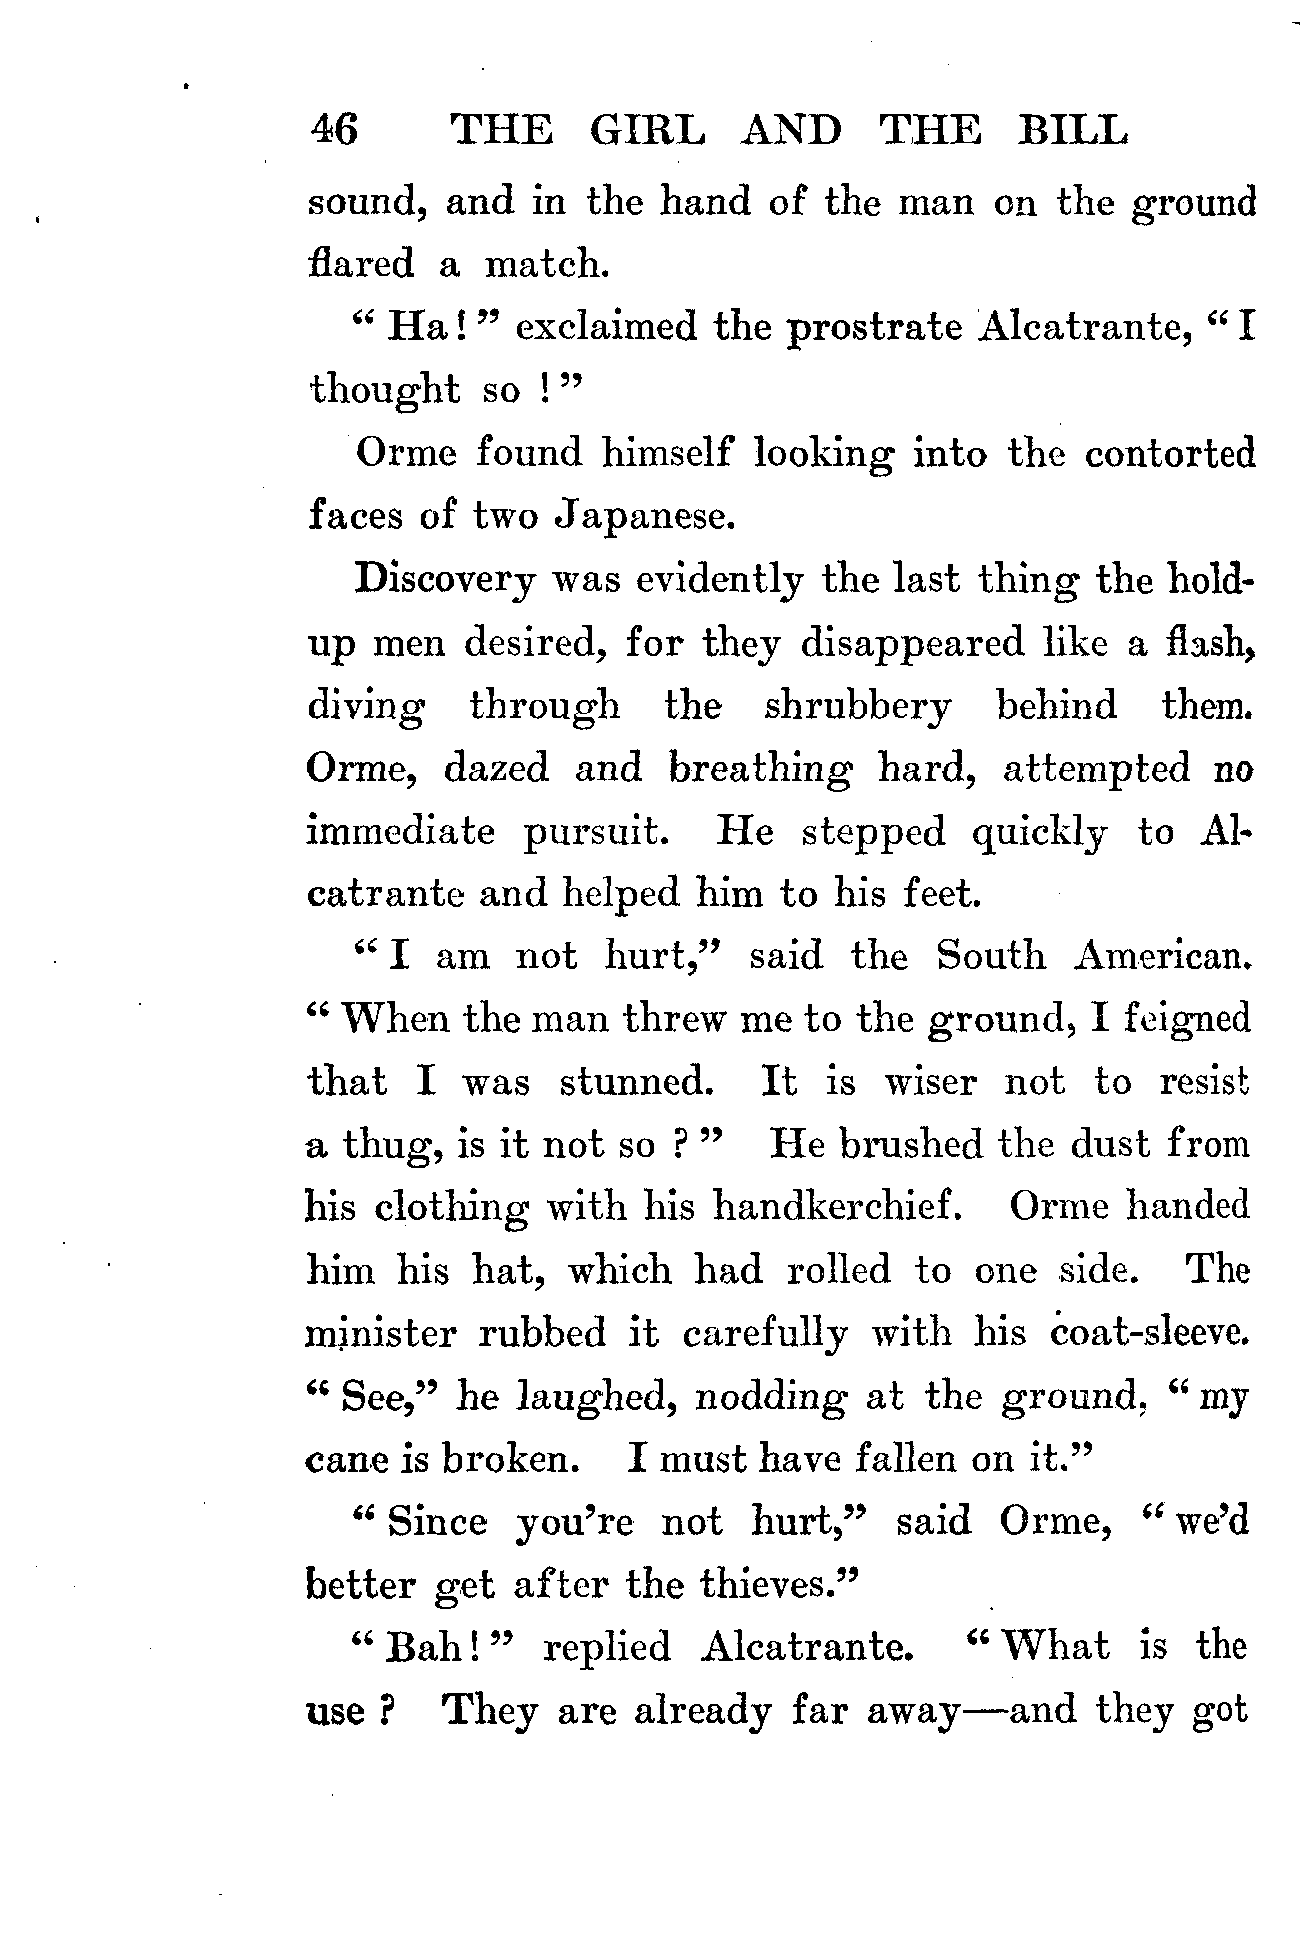 46 THE GIRL AND THE BILL
sound, and in the hand of the man on the ground
flared a match.
“ Ha ! ” exclaimed the prostrate Alcatrante, “ I
thought so ! ”
Orme found himself looking into the contorted
faces of two Japanese.
Discovery was evidently the last thing the hold-
up men desired, for they disappeared like a flash,
diving through the shrubbery behind them.
Orme, dazed and breathing hard, attempted no
immediate pursuit. He stepped quickly to Al-
catrante and helped him to his feet.
“ I am not hurt,” said the South American.
“ When the man threw me to the ground, I feigned
that I was stunned. It is wiser not to resist
a thug, is it not so ? ” He brushed the dust from
his clothing with his handkerchief. Orme handed
him his hat, which had rolled to one side. The
minister rubbed it carefully with his coat-sleeve.
“ See,” he laughed, nodding at the ground, “ my
cane is broken. I must have fallen on it.”
“ Since you’re not hurt,” said Orme, “ we’d
better get after the thieves.”
“ Bah ! ” replied Alcatrante. “ What is the
use ? They are already far away—and they got